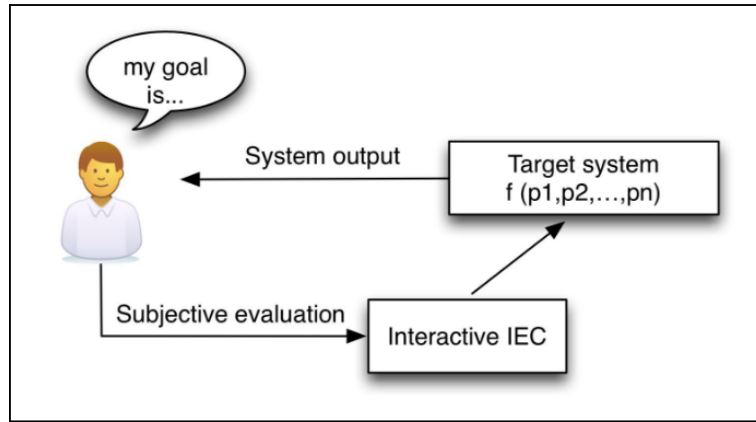 my goal
is...
System output
Target system
f (p1,p2,...,pn)
Subjective evaluation
Interactive IEC